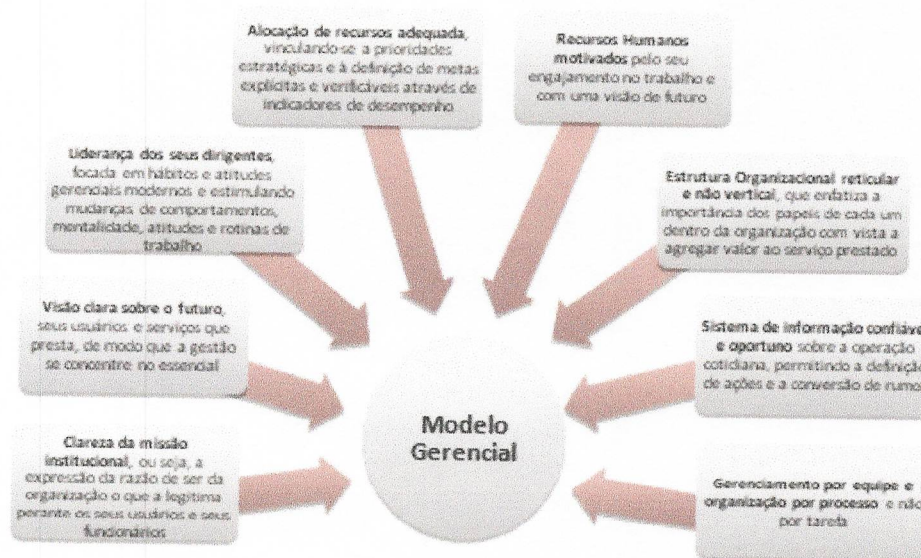 Alocação de recursos adequada,
vinculando-se a prioridades
estratégicas e à definição de metas
explícitas e verificáveis através de
indicadores de desempenho
Recursos Humanos
motivados pelo seu
engajamento no trabalho e
com uma visão de futuro
Liderança dos seus dirigentes,
focada em hábitos e atitudes
gerenciais modernos e estimulando
mudanças de comportamentos,
mentalidade, atitudes e rotinas de
trabalho
Estrutura Organizacional reticular
e não vertical, que enfatiza a
importância dos papeis de cada um
dentro da organização com vista a
agregar valor ao serviço prestado
Visão clara sobre o futuro,
seus usuários e serviços que
presta, de modo que a gestão
se concentre no essencial
Sistema de informação confiáve
e oportuno sobre a operação
cotidiana, permitindo a definição
de ações e a conversão de rumo
Modelo
Gerencial
Clareza da missão
institucional, ou seja, a
expressão da razão de ser da
organização o que a legitima
perante os seus usuários e seus
funcionários
Gerenciamento por equipe e
organização por processo e não
por tarefa